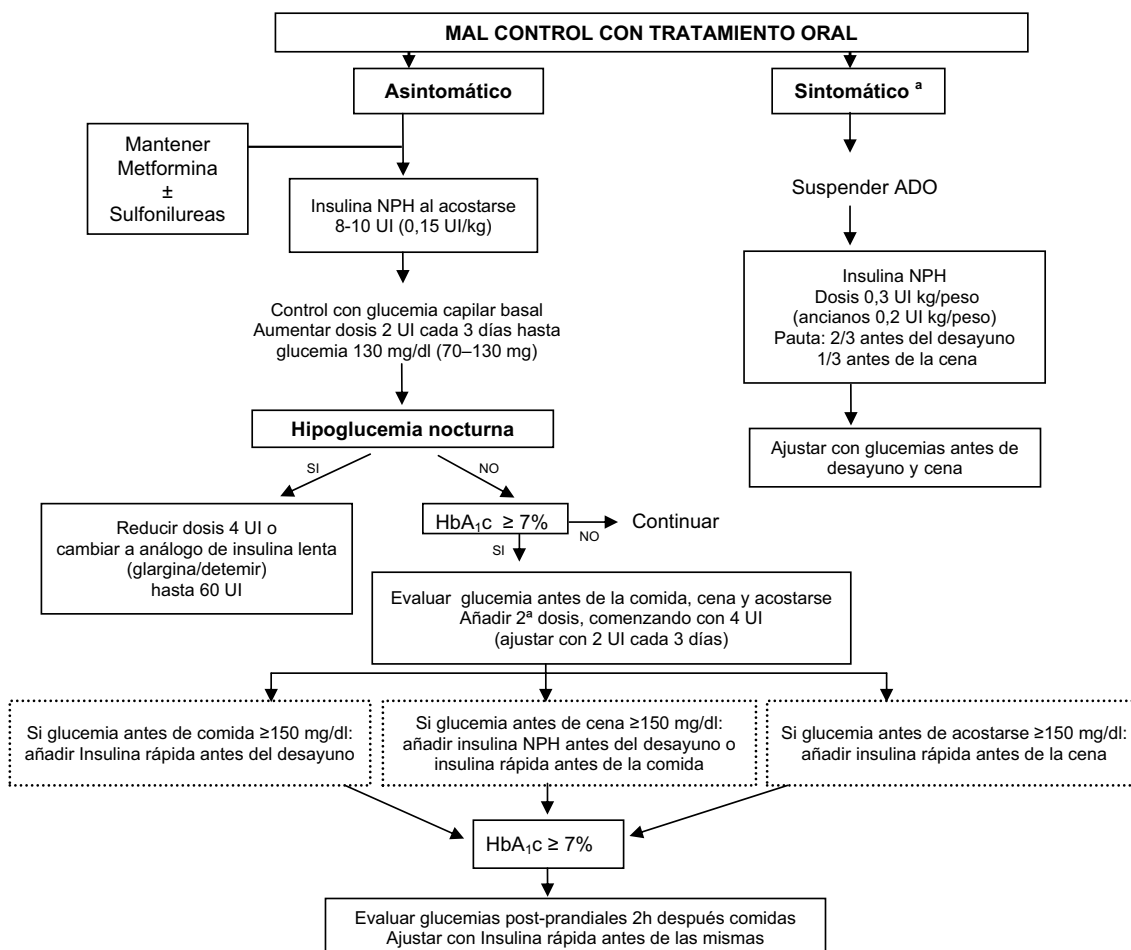 MAL CONTROL CON TRATAMIENTO ORAL
Asintomático
Sintomático ª
Mantener
Metformina
±
Sulfonilureas
Insulina NPH al acostarse
8-10 UI (0,15 UI/kg)
Suspender ADO
Control con glucemia capilar basal
Aumentar dosis 2 UI cada 3 días hasta
glucemia 130 mg/dl (70–130 mg)
Insulina NPH
Dosis 0,3 UI kg/peso
(ancianos 0,2 UI kg/peso)
Pauta: 2/3 antes del desayuno
1/3 antes de la cena
Hipoglucemia nocturna
Ajustar con glucemias antes de
desayuno y cena
SI
NO
Reducir dosis 4 UI o
cambiar a análogo de insulina lenta
(glargina/detemir)
hasta 60 UI
HbA₁c ≥ 7%
NO
Continuar
SI
Evaluar glucemia antes de la comida, cena y acostarse
Añadir 2ª dosis, comenzando con 4 UI
(ajustar con 2 UI cada 3 días)
Si glucemia antes de comida ≥150 mg/dl:
añadir Insulina rápida antes del desayuno
Si glucemia antes de cena ≥150 mg/dl:
añadir insulina NPH antes del desayuno o
insulina rápida antes de la comida
Si glucemia antes de acostarse ≥150 mg/dl:
añadir insulina rápida antes de la cena
HbA₁c ≥ 7%
Evaluar glucemias post-prandiales 2h después comidas
Ajustar con Insulina rápida antes de las mismas